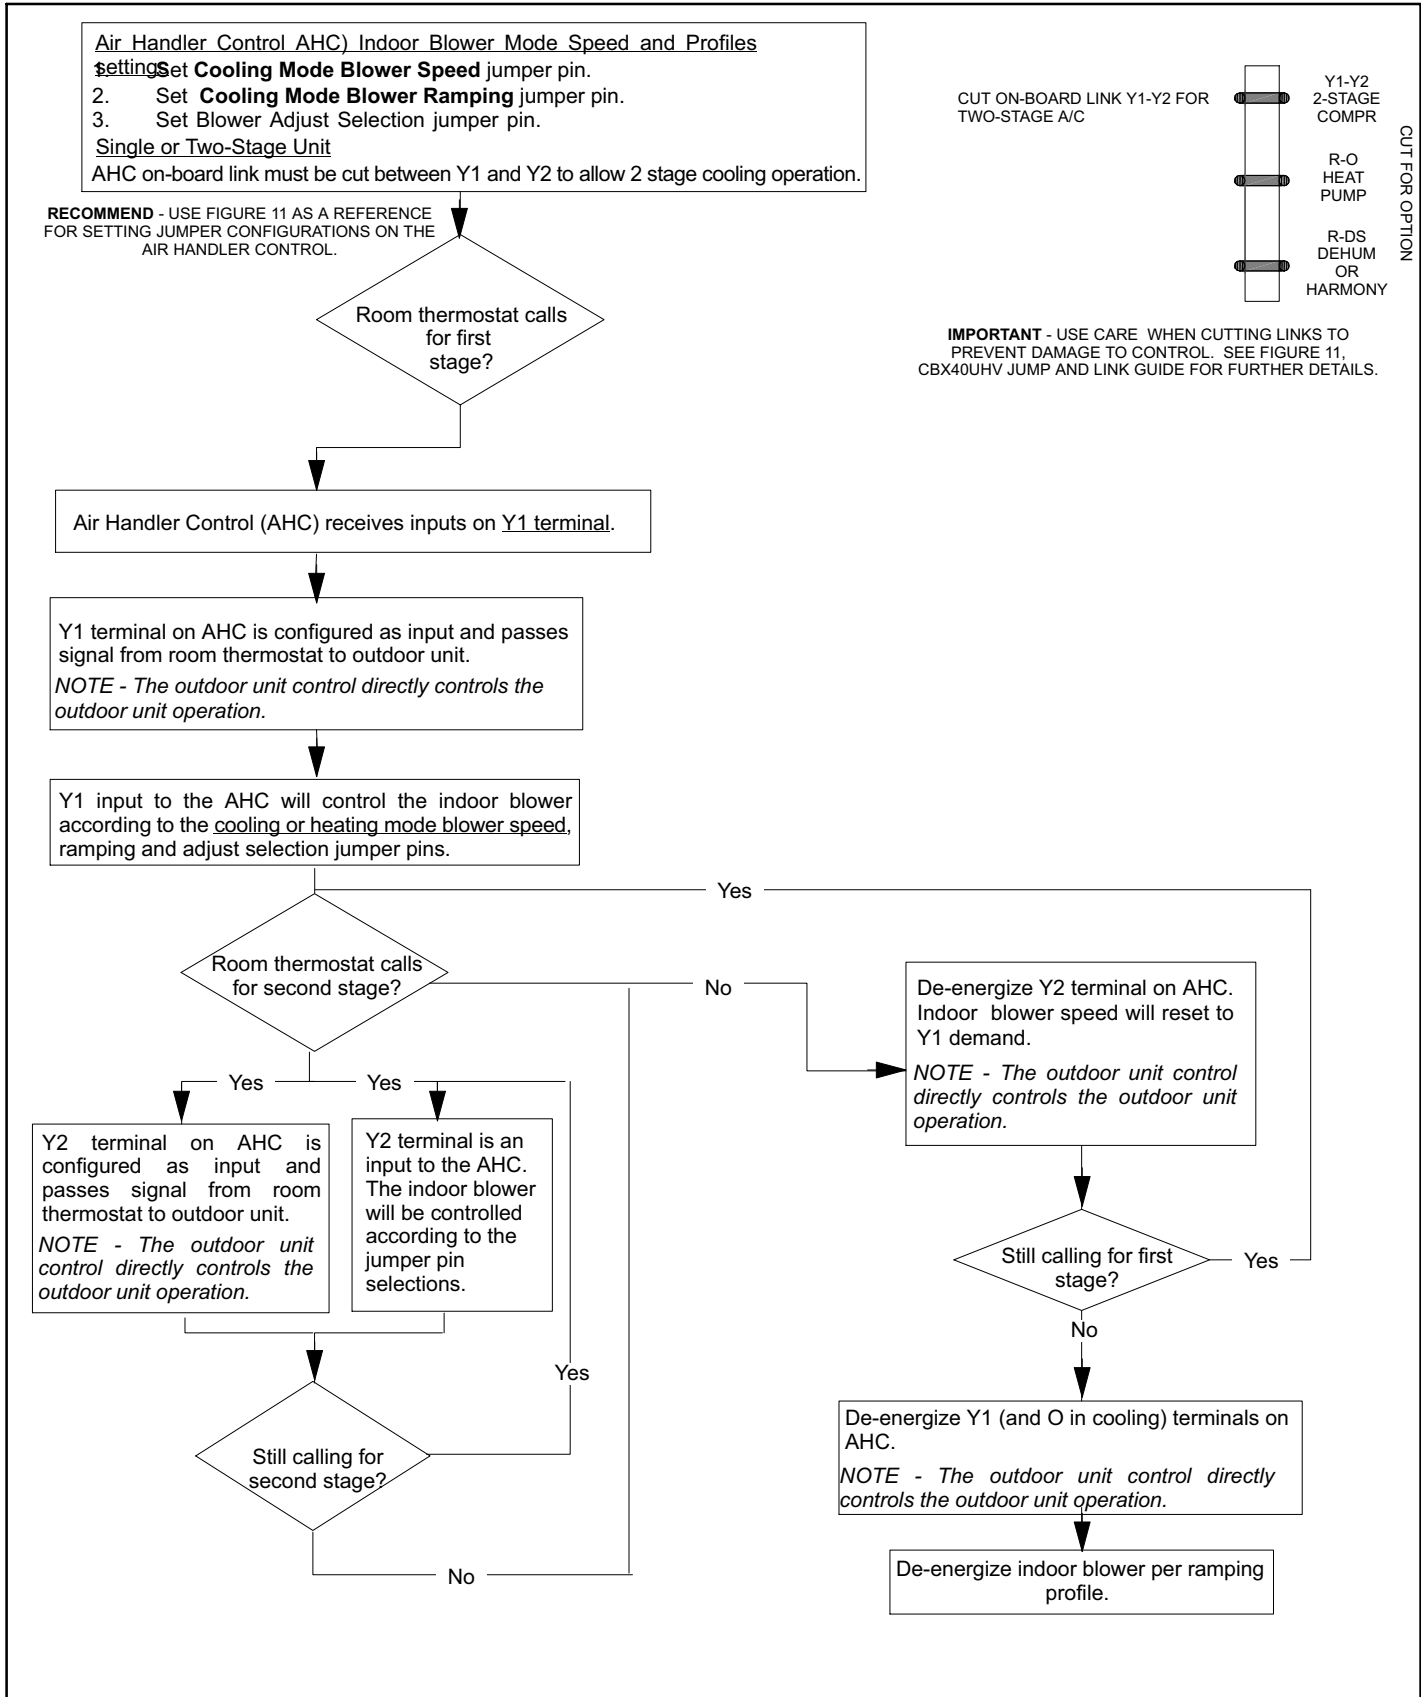 Air Handler Control AHC) Indoor Blower Mode Speed and Profiles
settings
1. Set Cooling Mode Blower Speed jumper pin.
2. Set Cooling Mode Blower Ramping jumper pin.
3. Set Blower Adjust Selection jumper pin.
Single or Two-Stage Unit
AHC on-board link must be cut between Y1 and Y2 to allow 2 stage cooling operation.
RECOMMEND - USE FIGURE 11 AS A REFERENCE
FOR SETTING JUMPER CONFIGURATIONS ON THE
AIR HANDLER CONTROL.
CUT ON-BOARD LINK Y1-Y2 FOR
TWO-STAGE A/C
Y1-Y2
2-STAGE
COMPR
R-O
HEAT
PUMP
R-DS
DEHUM
OR
HARMONY
CUT FOR OPTION
IMPORTANT - USE CARE WHEN CUTTING LINKS TO
PREVENT DAMAGE TO CONTROL. SEE FIGURE 11,
CBX40UHV JUMP AND LINK GUIDE FOR FURTHER DETAILS.
Room thermostat calls
for first
stage?
Air Handler Control (AHC) receives inputs on Y1 terminal.
Y1 terminal on AHC is configured as input and passes
signal from room thermostat to outdoor unit.
NOTE - The outdoor unit control directly controls the
outdoor unit operation.
Y1 input to the AHC will control the indoor blower
according to the cooling or heating mode blower speed,
ramping and adjust selection jumper pins.
Yes
Room thermostat calls
for second stage?
No
De-energize Y2 terminal on AHC.
Indoor blower speed will reset to
Y1 demand.
NOTE - The outdoor unit control
directly controls the outdoor unit
operation.
Yes
Yes
Y2 terminal on AHC is
configured as input and
passes signal from room
thermostat to outdoor unit.
NOTE - The outdoor unit
control directly controls the
outdoor unit operation.
Y2 terminal is an
input to the AHC.
The indoor blower
will be controlled
according to the
jumper pin
selections.
Still calling for first
stage?
Yes
No
Yes
Still calling for
second stage?
No
De-energize Y1 (and O in cooling) terminals on
AHC.
NOTE - The outdoor unit control directly
controls the outdoor unit operation.
De-energize indoor blower per ramping
profile.